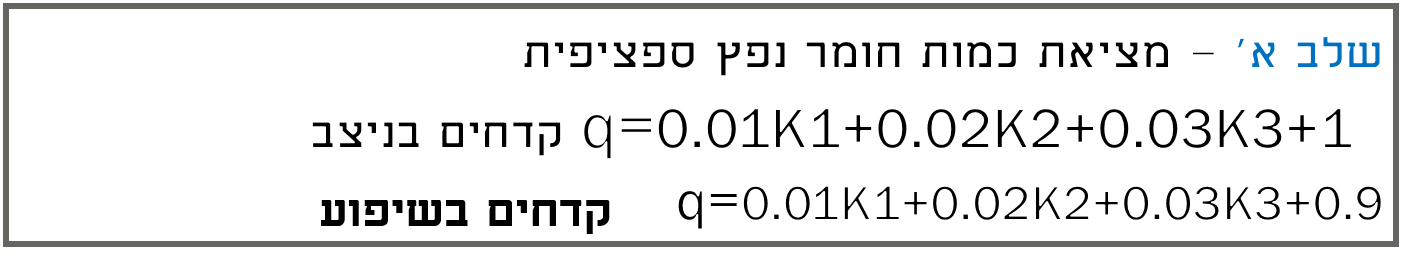 שלב א' – מציאת כמות חומר נפץ ספציפית
q=0.01K1+0.02K2+0.03K3+1 קדחים בניצב
q=0.01K1+0.02K2+0.03K3+0.9 קדחים בשיפוע